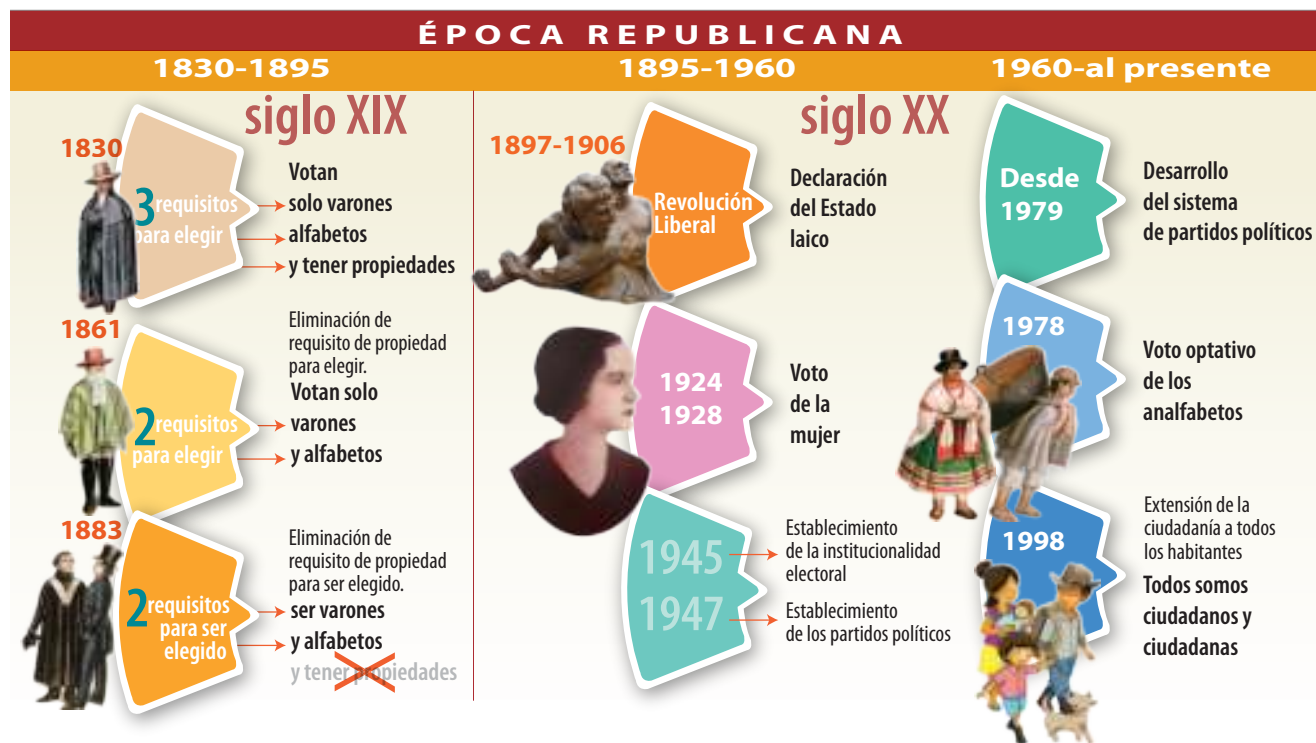 ÉPOCA REPUBLICANA
1830-1895
1895-1960
1960-al presente
siglo XIX
1830
3 requisitos
para elegir
Votan
solo varones
alfabetos
y tener propiedades
1861
2 requisitos
para elegir
Eliminación de
requisito de propiedad
para elegir.
Votan solo
varones
y alfabetos
1883
2 requisitos
para ser
elegido
Eliminación de
requisito de propiedad
para ser elegido.
ser varones
y alfabetos
y tener propiedades
siglo XX
1897-1906
Revolución
Liberal
Declaración
del Estado
laico
1924
1928
Voto
de la
mujer
1945
Establecimiento
de la institucionalidad
electoral
1947
Establecimiento
de los partidos políticos
Desde
1979
Desarrollo
del sistema
de partidos políticos
1978
Voto optativo
de los
analfabetos
1998
Extensión de la
ciudadanía a todos
los habitantes
Todos somos
ciudadanos y
ciudadanas